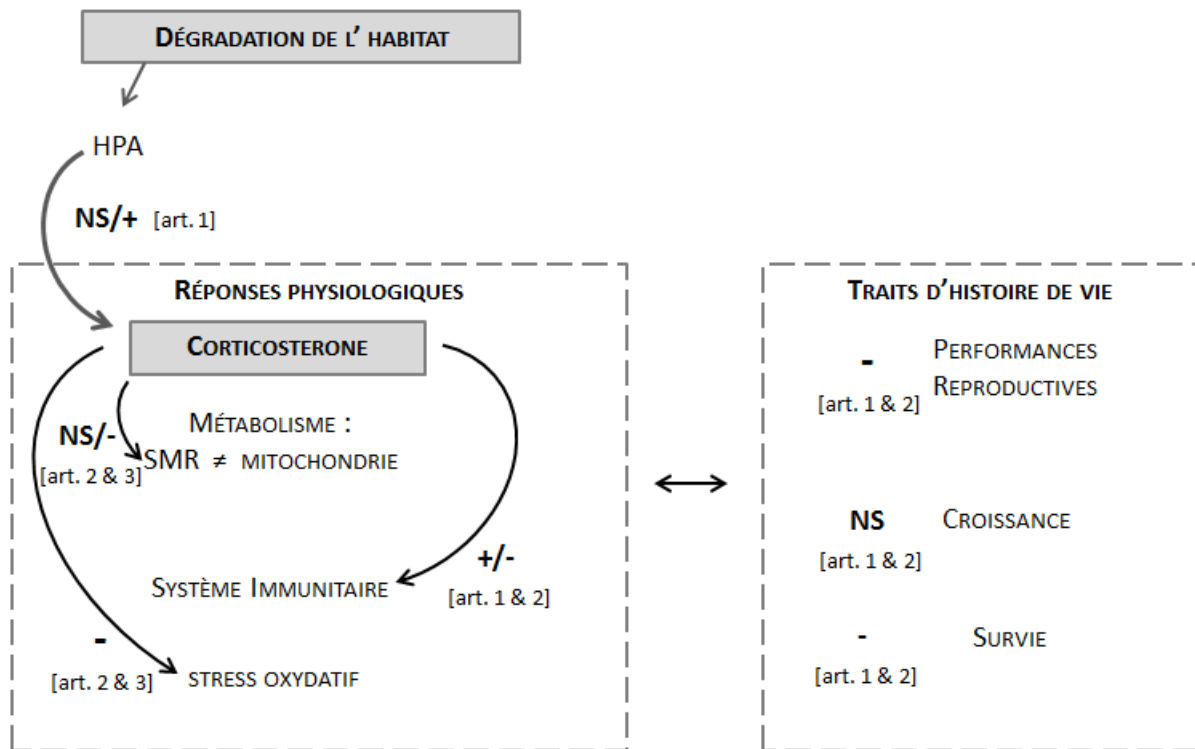 DÉGRADATION DE L' HABITAT
HPA
NS/+ [art. 1]
RÉPONSES PHYSIOLOGIQUES
CORTICOSTERONE
NS/-
[art. 2 & 3]
MÉTABOLISME :
SMR ≠ MITOCHONDRIE
+/-
[art. 1 & 2]
SYSTÈME IMMUNITAIRE
-
[art. 2 & 3]
STRESS OXYDATIF
TRAITS D'HISTOIRE DE VIE
-
[art. 1 & 2]
PERFORMANCES
REPRODUCTIVES
NS
[art. 1 & 2]
CROISSANCE
-
[art. 1 & 2]
SURVIE